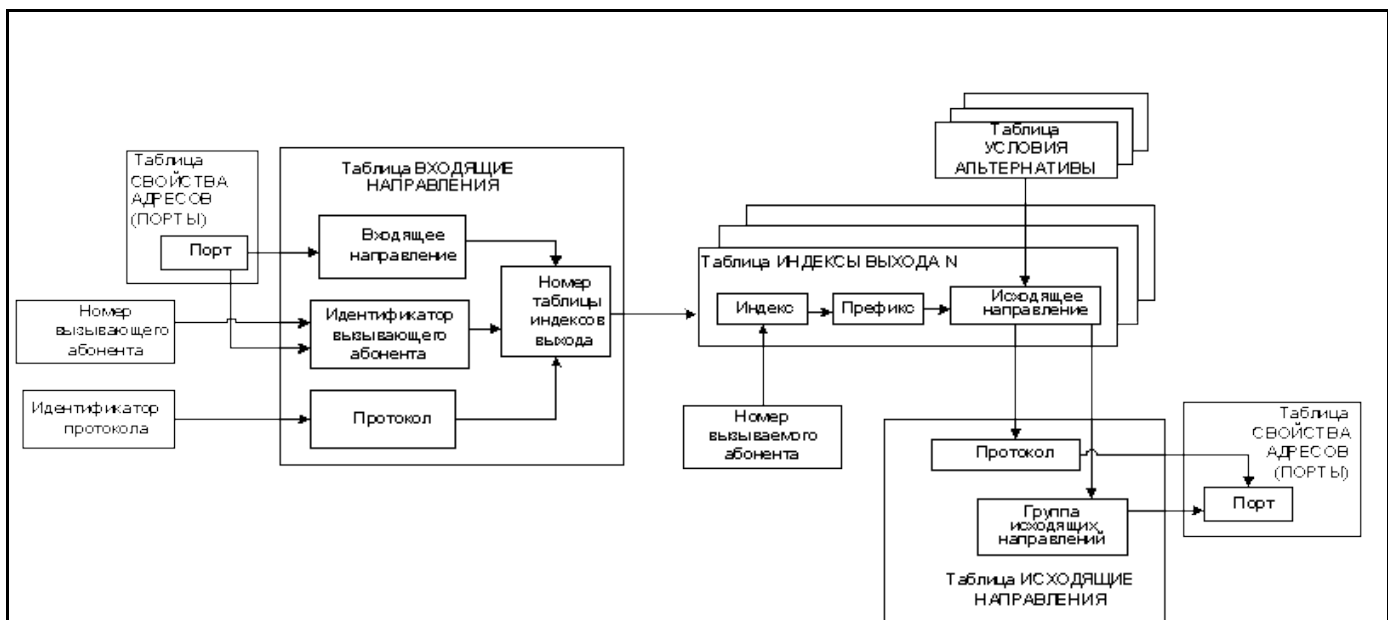 Таблица
УСЛОВИЯ
АЛЬТЕРНАТИВЫ
Таблица
СВОЙСТВА
АДРЕСОВ
(ПОРТЫ)
Порт
Таблица ВХОДЯЩИЕ
НАПРАВЛЕНИЯ
Входящее
направление
Номер
вызывающего
абонента
Идентификатор
вызывающего
абонента
Номер
таблицы
индексов
выхода
Идентификатор
протокола
Протокол
Таблица ИНДЕКСЫ ВЫХОДА N
Индекс
Префикс
Исходящее
направление
Номер
вызываемого
абонента
Протокол
Группа
исходящих
направлений
Таблица ИСХОДЯЩИЕ
НАПРАВЛЕНИЯ
Таблица
СВОЙСТВА
АДРЕСОВ
(ПОРТЫ)
Порт